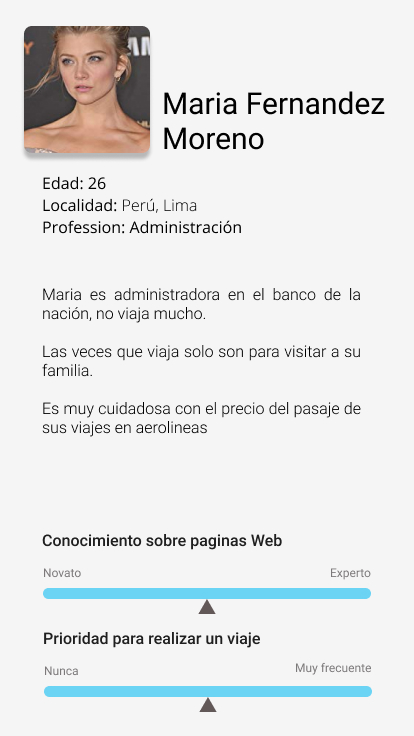 Maria Fernandez
Moreno
Edad: 26
Localidad: Perú, Lima
Profession: Administración
Maria es administradora en el banco de la
nación, no viaja mucho.
Las veces que viaja solo son para visitar a su
familia.
Es muy cuidadosa con el precio del pasaje de
sus viajes en aerolineas
Conocimiento sobre paginas Web
Novato Experto
Prioridad para realizar un viaje
Nunca Muy frecuente